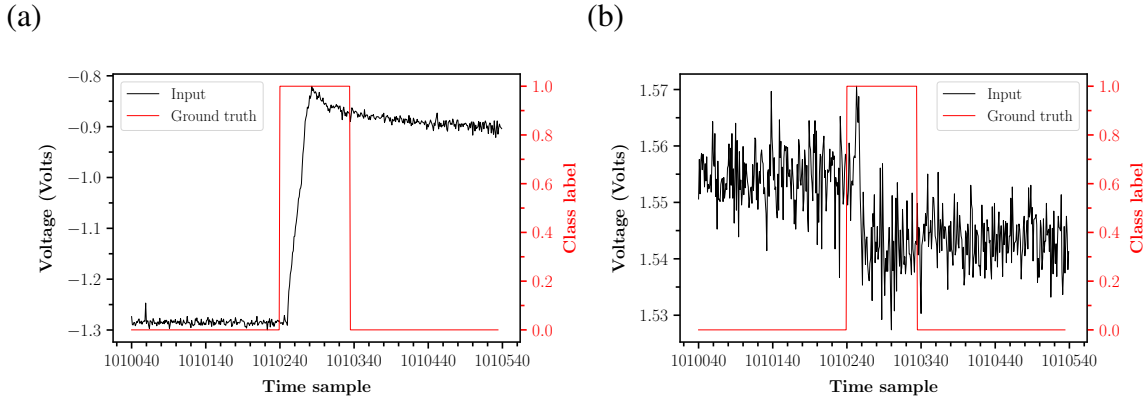 (a)
−0.8
−0.9
−1.0
−1.1
−1.2
−1.3
Voltage (Volts)
Input
Ground truth
1.0
0.8
0.6
0.4
0.2
0.0
Class label
1010040 1010140 1010240 1010340 1010440 1010540
Time sample
(b)
1.57
1.56
1.55
1.54
1.53
Voltage (Volts)
Input
Ground truth
1.0
0.8
0.6
0.4
0.2
0.0
Class label
1010040 1010140 1010240 1010340 1010440 1010540
Time sample